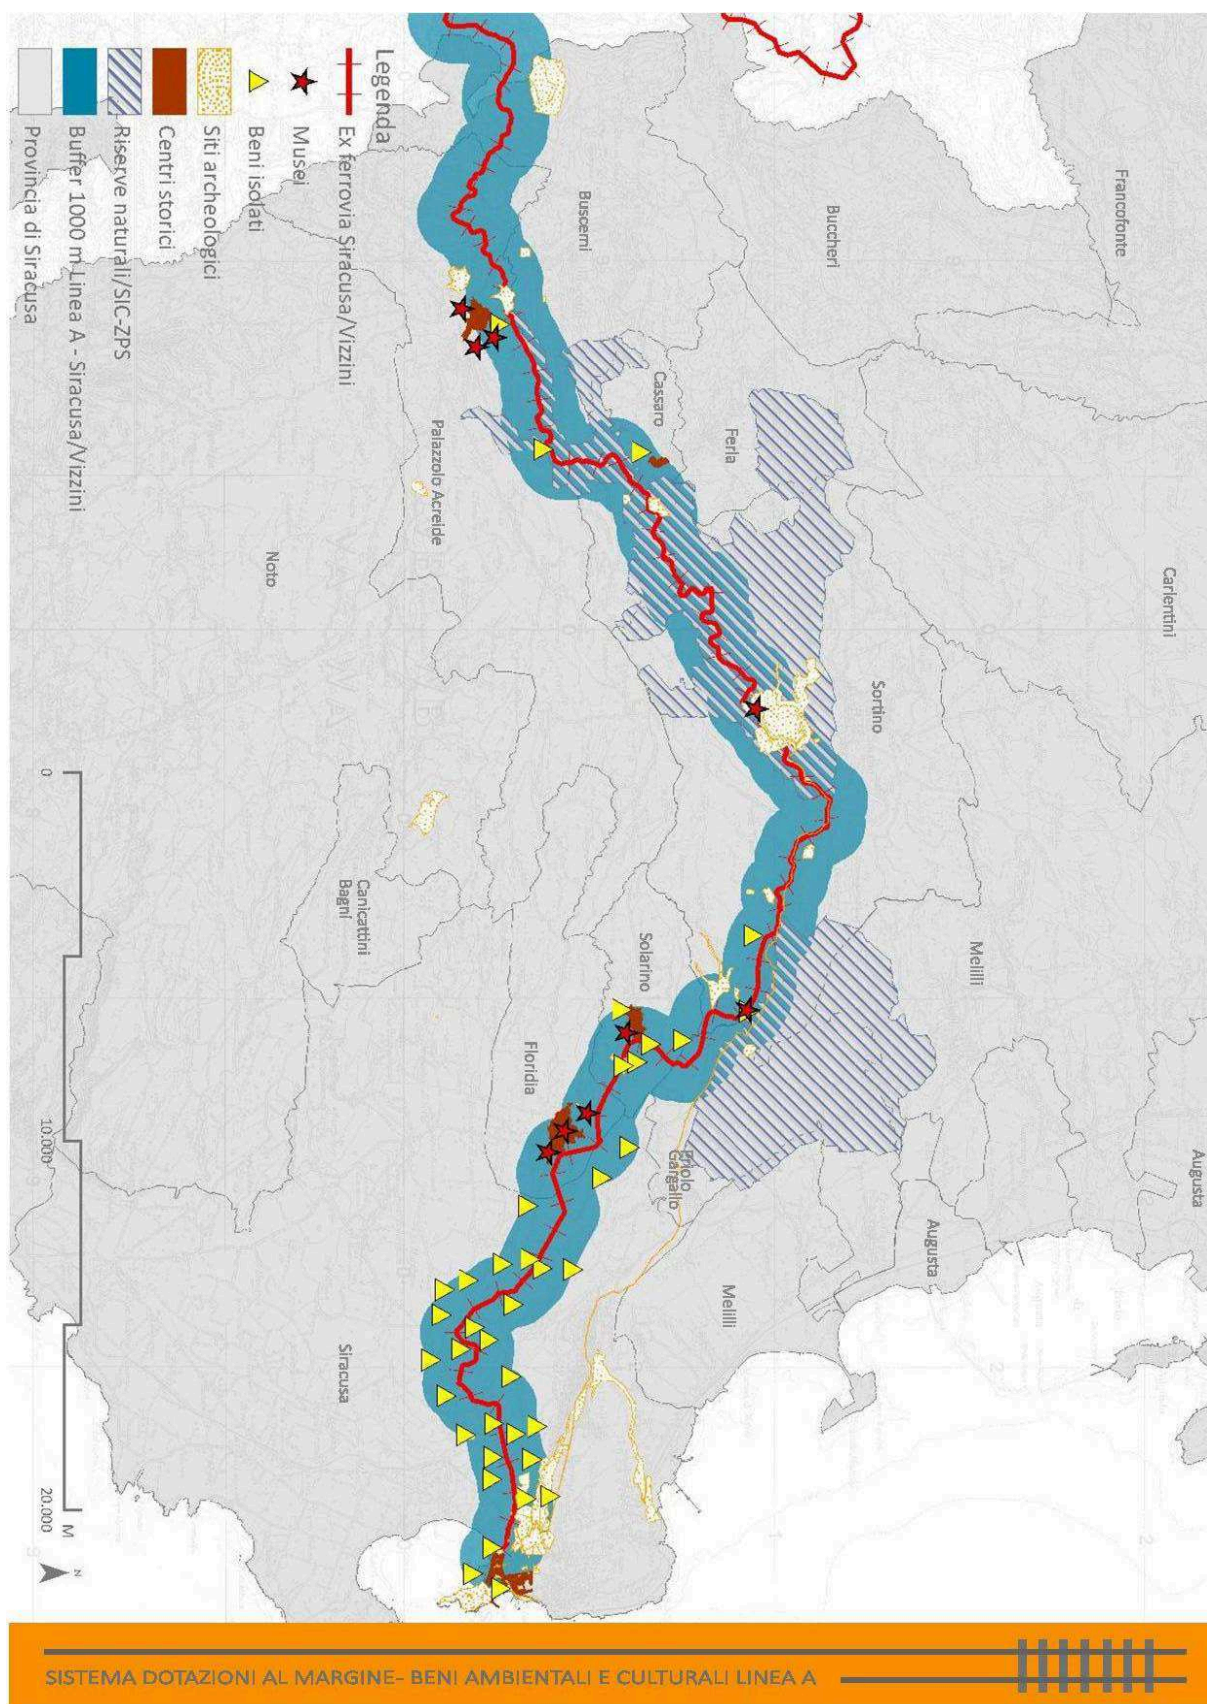 Legenda
Ex ferrovia Siracusa/Vizzini
Musei
Beni isolati
Siti archeologici
Centri storici
Riserve naturali/SIC-ZPS
Buffer 1000 m Linea A - Siracusa/Vizzini
Provincia di Siracusa
Francofonte
Buccheri
Buscemi
Cassaro
Ferla
Palazzolo Acreide
Noto
Carlentini
Sortino
Canicattini
Bagni
Solarino
Melilli
Floridia
Priolo
Gargallo
Augusta
Augusta
Melilli
Siracusa
0
10.000
20.000
M
N
SISTEMA DOTAZIONI AL MARGINE- BENI AMBIENTALI E CULTURALI LINEA A